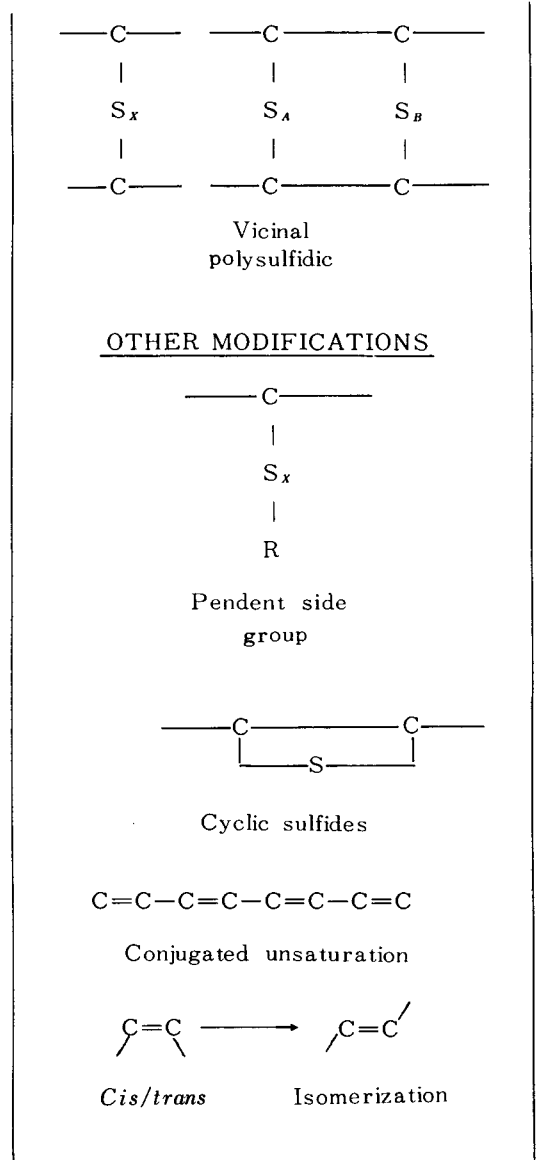 C C C
S_X S_A S_B
C C C
Vicinal
polysulfidic
OTHER MODIFICATIONS
C
S_X
R
Pendent side
group
C C
S
Cyclic sulfides
C=C–C=C–C=C–C=C
Conjugated unsaturation
C=C → C=C
Cis/trans Isomerization